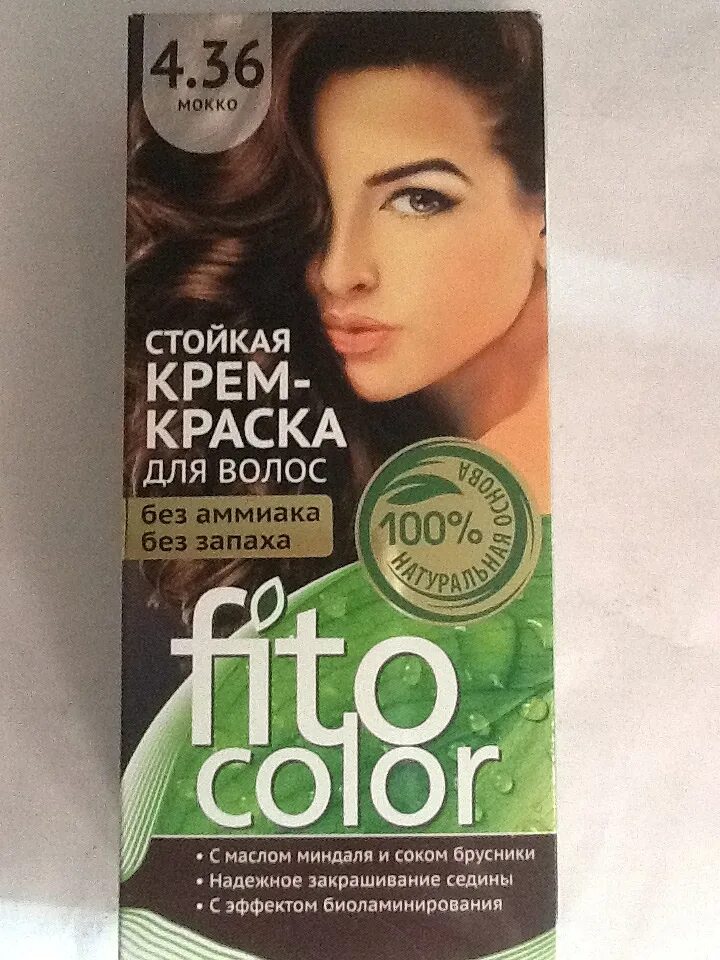 4.36
МОККО
СТОЙКАЯ
КРЕМ-
КРАСКА
ДЛЯ ВОЛОС
без аммиака
без запаха
100%
НАТУРАЛЬНАЯ ОСНОВА
fito
color
• С маслом миндаля и соком брусники
• Надежное закрашивание седины
• С эффектом биоламинирования